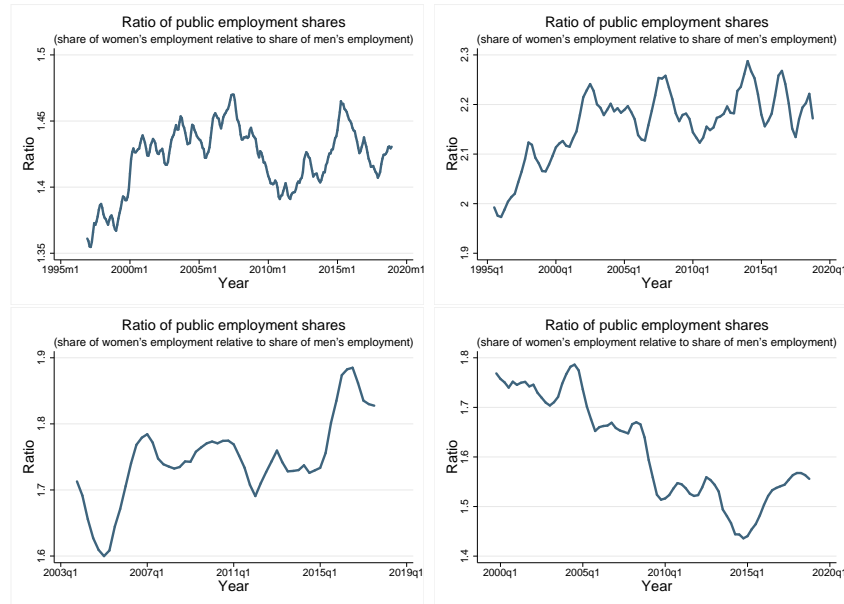 Ratio of public employment shares
(share of women's employment relative to share of men's employment)
1.5
1.45
1.4
1.35
Ratio
1995m1 2000m1 2005m1 2010m1 2015m1 2020m1
Year
Ratio of public employment shares
(share of women's employment relative to share of men's employment)
2.3
2.2
2.1
2
1.9
Ratio
1995q1 2000q1 2005q1 2010q1 2015q1 2020q1
Year
Ratio of public employment shares
(share of women's employment relative to share of men's employment)
1.9
1.8
1.7
1.6
Ratio
2003q1 2007q1 2011q1 2015q1 2019q1
Year
Ratio of public employment shares
(share of women's employment relative to share of men's employment)
1.8
1.7
1.6
1.5
1.4
Ratio
2000q1 2005q1 2010q1 2015q1 2020q1
Year